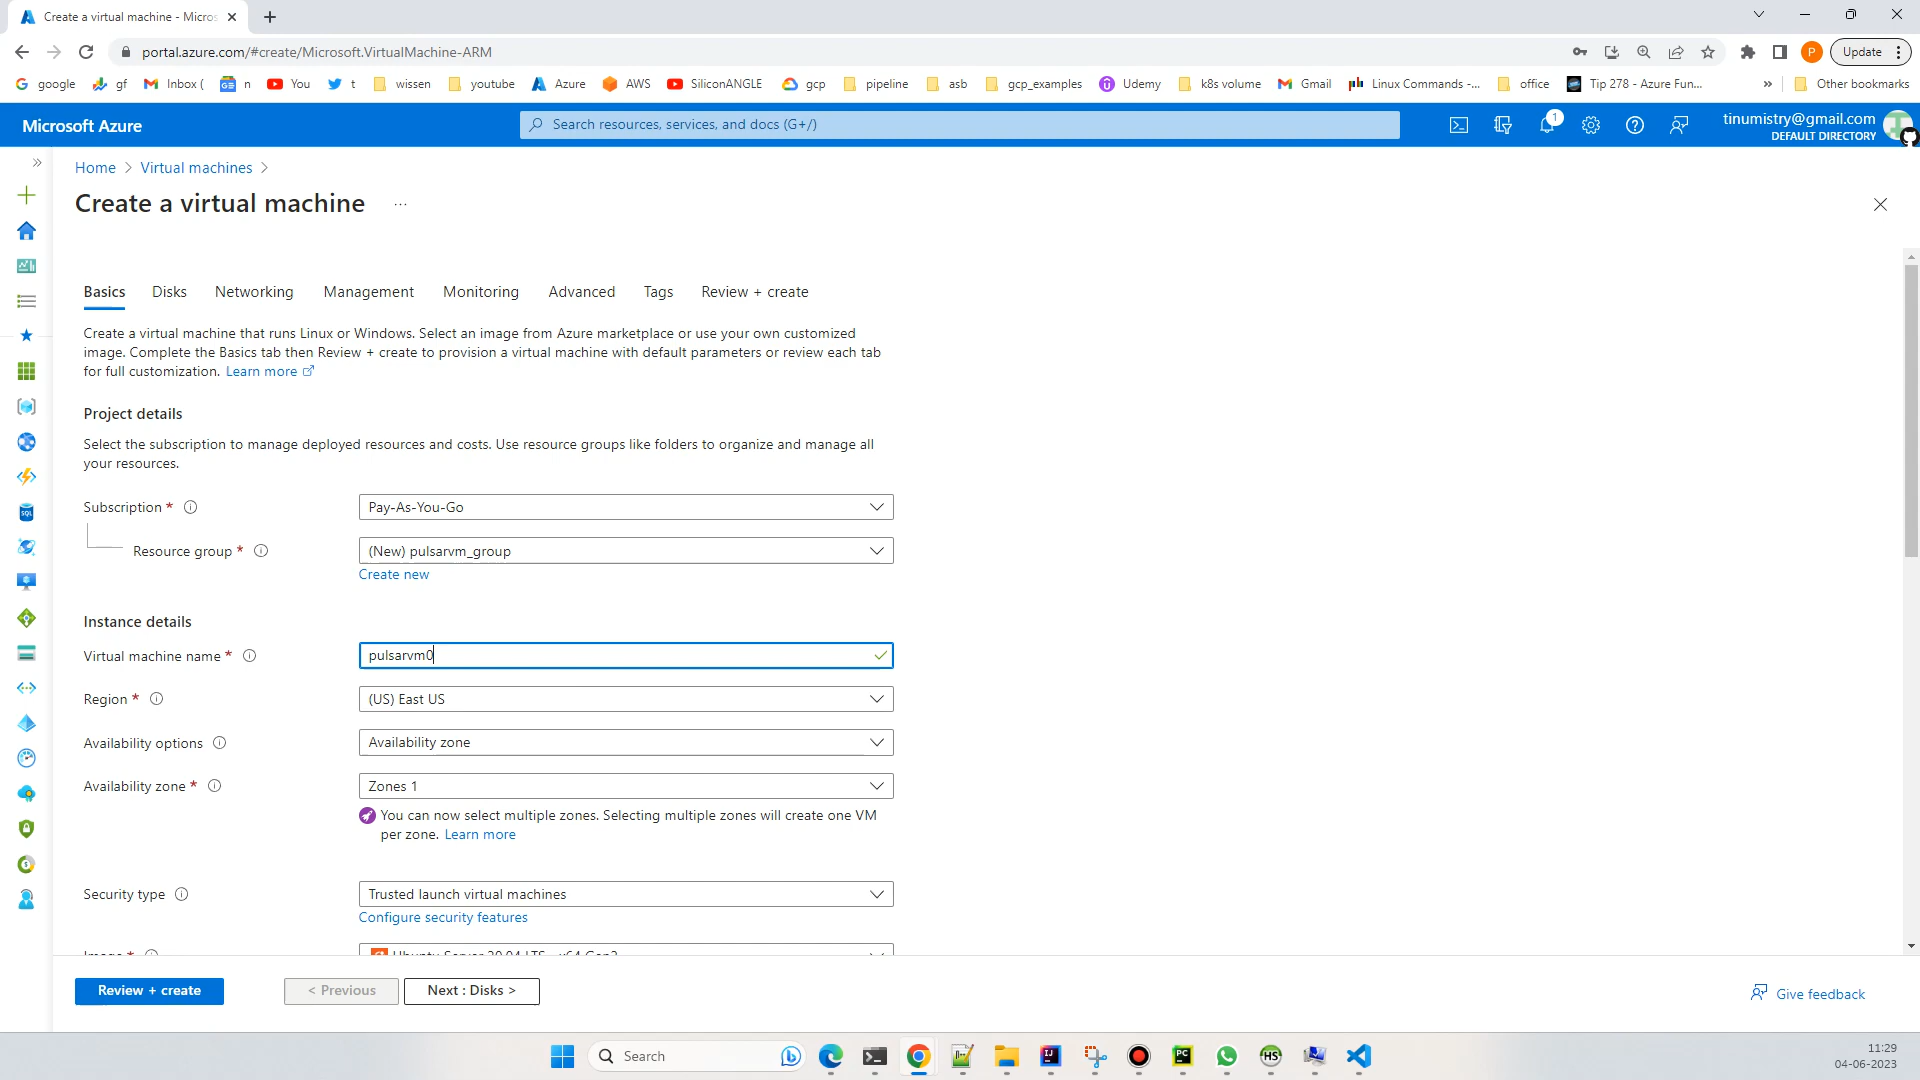 Create a virtual machine - Micros
portal.azure.com/#create/Microsoft.VirtualMachine-ARM
P
Update
google
gf
Inbox (
GE
n
You
t
wissen
youtube
Azure
AWS
SiliconANGLE
gcp
pipeline
asb
gcp_examples
Udemy
k8s volume
Gmail
Linux Commands -...
office
Tip 278 - Azure Fun...
»
Other bookmarks
Microsoft Azure
Search resources, services, and docs (G+/)
1
tinumistry@gmail.com
DEFAULT DIRECTORY
Home > Virtual machines >
Create a virtual machine ...
Basics
Disks
Networking
Management
Monitoring
Advanced
Tags
Review + create
Create a virtual machine that runs Linux or Windows. Select an image from Azure marketplace or use your own customized
image. Complete the Basics tab then Review + create to provision a virtual machine with default parameters or review each tab
for full customization. Learn more
Project details
Select the subscription to manage deployed resources and costs. Use resource groups like folders to organize and manage all
your resources.
Subscription *
Pay-As-You-Go
Resource group *
(New) pulsarvm_group
Create new
Instance details
Virtual machine name *
pulsarvm0
Region *
(US) East US
Availability options
Availability zone
Availability zone *
Zones 1
You can now select multiple zones. Selecting multiple zones will create one VM
per zone. Learn more
Security type
Trusted launch virtual machines
Configure security features
Image *
Ubuntu Server 20.04 LTS - x64 Gen2
Review + create
< Previous
Next : Disks >
Give feedback
SQL
Search
IJ
PC
HS
11:29
04-06-2023